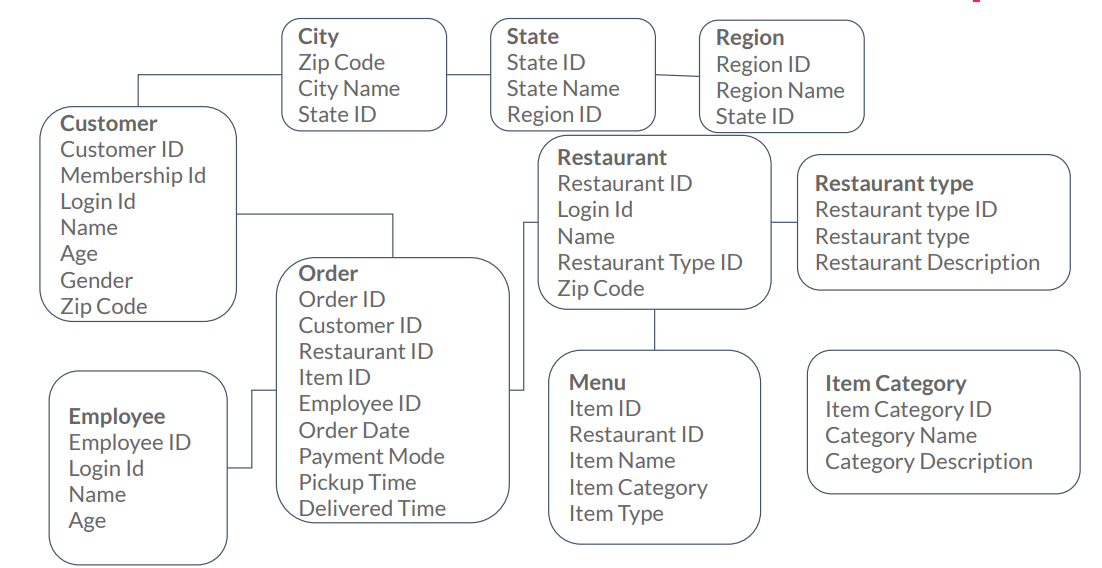 City
Zip Code
City Name
State ID
State
State ID
State Name
Region ID
Region
Region ID
Region Name
State ID
Customer
Customer ID
Membership Id
Login Id
Name
Age
Gender
Zip Code
Restaurant
Restaurant ID
Login Id
Name
Restaurant Type ID
Zip Code
Restaurant type
Restaurant type ID
Restaurant type
Restaurant Description
Order
Order ID
Customer ID
Restaurant ID
Item ID
Employee ID
Order Date
Payment Mode
Pickup Time
Delivered Time
Employee
Employee ID
Login Id
Name
Age
Menu
Item ID
Restaurant ID
Item Name
Item Category
Item Type
Item Category
Item Category ID
Category Name
Category Description